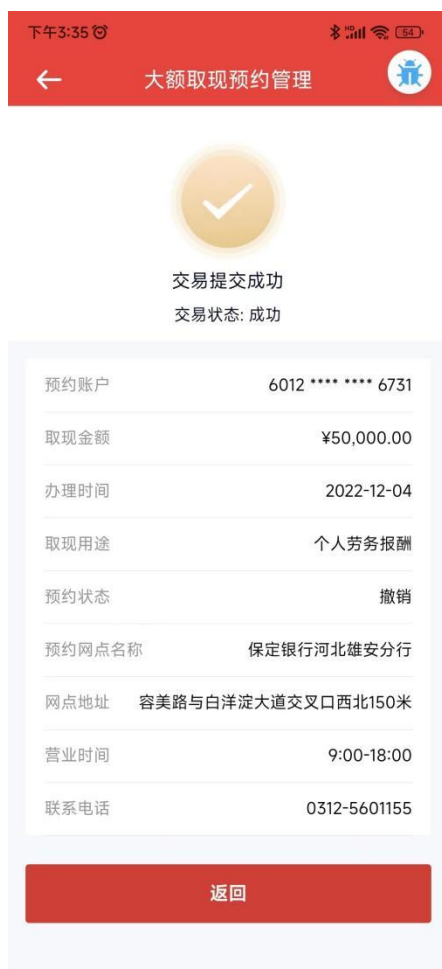 下午3:35
HD
54
大额取现预约管理
交易提交成功
交易状态: 成功
预约账户 6012 **** **** 6731
取现金额 ¥50,000.00
办理时间 2022-12-04
取现用途 个人劳务报酬
预约状态 撤销
预约网点名称 保定银行河北雄安分行
网点地址 容美路与白洋淀大道交叉口西北150米
营业时间 9:00-18:00
联系电话 0312-5601155
返回